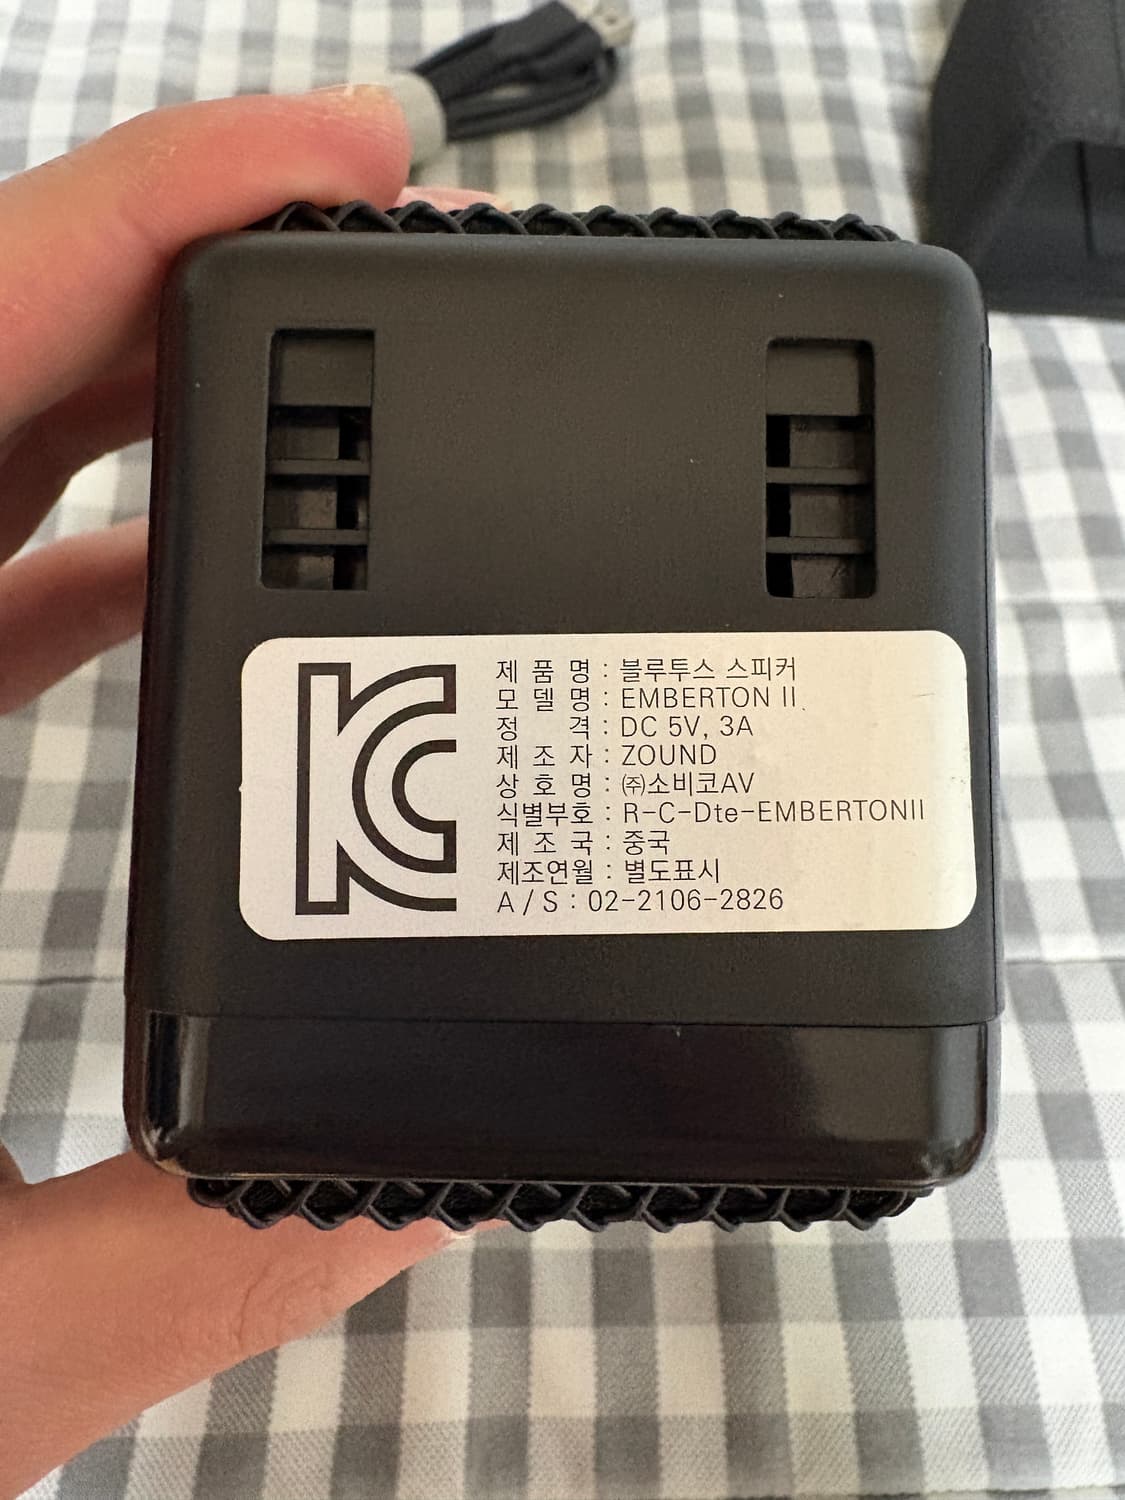 KC
제 품 명 : 블루투스 스피커
모 델 명 : EMBERTON II
정 격 : DC 5V, 3A
제 조 자 : ZOUND
상 호 명 : ㈜소비코AV
식별부호 : R-C-Dte-EMBERTONII
제 조 국 : 중국
제조연월 : 별도표시
A / S : 02-2106-2826